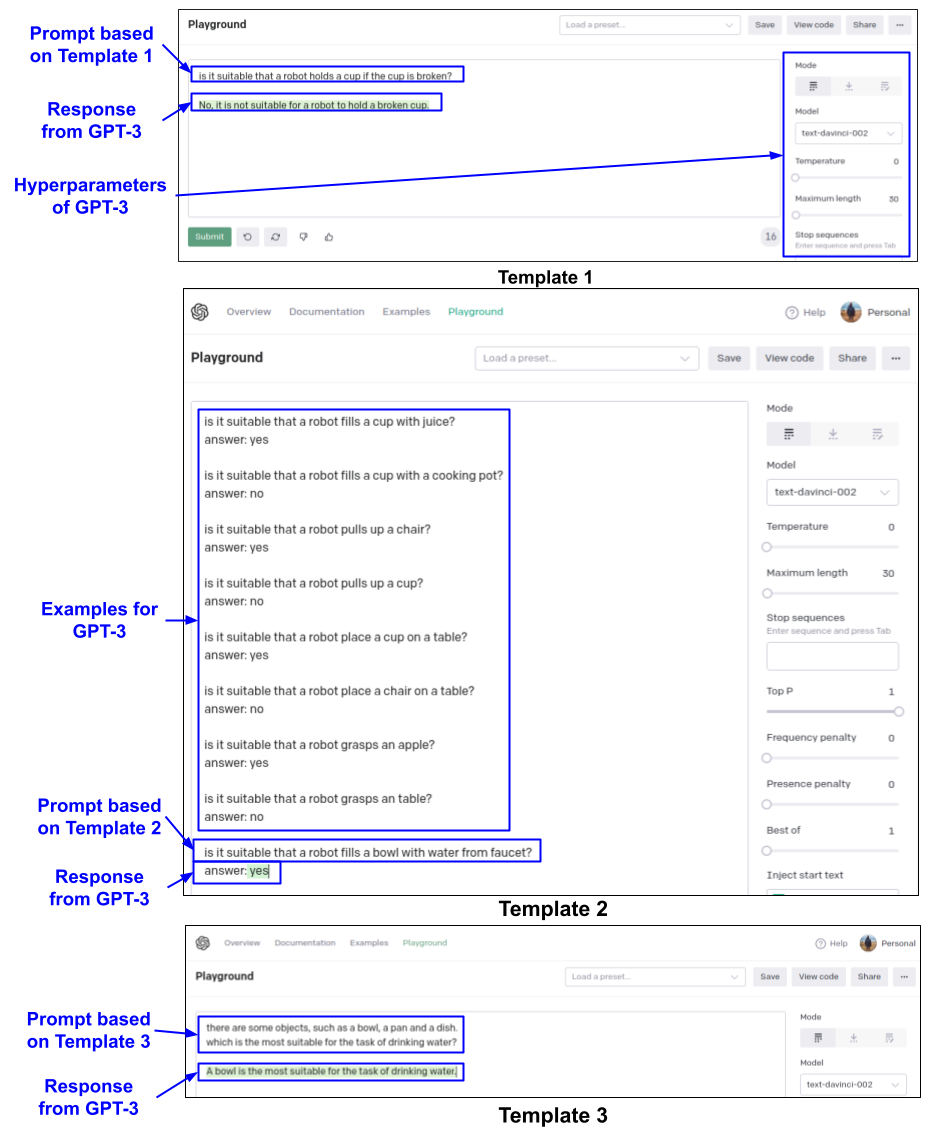 Playground
Load a preset...
Save
View code
Share
...
Prompt based
on Template 1
is it suitable that a robot holds a cup if the cup is broken?
Response
from GPT-3
No, it is not suitable for a robot to hold a broken cup.
Hyperparameters
of GPT-3
Mode
Model
text-davinci-002
Temperature 0
Maximum length 30
Stop sequences
Enter sequence and press Tab
Submit
16
Template 1
Overview Documentation Examples Playground
Help Personal
Playground
Load a preset...
Save
View code
Share
...
Examples for
GPT-3
is it suitable that a robot fills a cup with juice?
answer: yes
is it suitable that a robot fills a cup with a cooking pot?
answer: no
is it suitable that a robot pulls up a chair?
answer: yes
is it suitable that a robot pulls up a cup?
answer: no
is it suitable that a robot place a cup on a table?
answer: yes
is it suitable that a robot place a chair on a table?
answer: no
is it suitable that a robot grasps an apple?
answer: yes
is it suitable that a robot grasps an table?
answer: no
Prompt based
on Template 2
is it suitable that a robot fills a bowl with water from faucet?
Response
from GPT-3
answer: yes
Mode
Model
text-davinci-002
Temperature 0
Maximum length 30
Stop sequences
Enter sequence and press Tab
Top P 1
Frequency penalty 0
Presence penalty 0
Best of 1
Inject start text
Template 2
Overview Documentation Examples Playground
Help Personal
Playground
Load a preset...
Save
View code
Share
...
Prompt based
on Template 3
there are some objects, such as a bowl, a pan and a dish.
which is the most suitable for the task of drinking water?
Response
from GPT-3
A bowl is the most suitable for the task of drinking water.
Mode
Model
text-davinci-002
Template 3